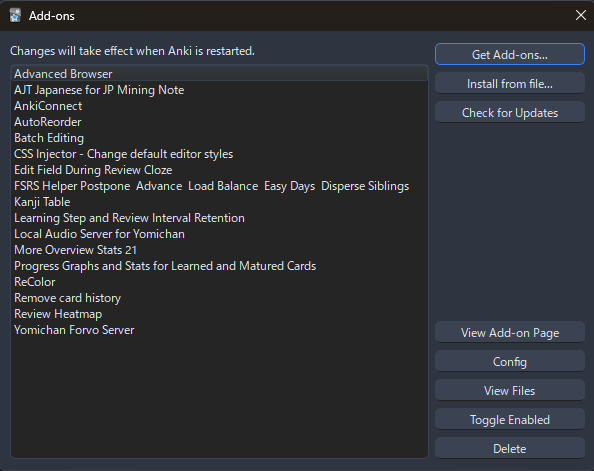 Add-ons
Changes will take effect when Anki is restarted.
Advanced Browser
AJT Japanese for JP Mining Note
AnkiConnect
AutoReorder
Batch Editing
CSS Injector - Change default editor styles
Edit Field During Review Cloze
FSRS Helper Postpone  Advance  Load Balance  Easy Days  Disperse Siblings
Kanji Table
Learning Step and Review Interval Retention
Local Audio Server for Yomichan
More Overview Stats 21
Progress Graphs and Stats for Learned and Matured Cards
ReColor
Remove card history
Review Heatmap
Yomichan Forvo Server
Get Add-ons...
Install from file...
Check for Updates
View Add-on Page
Config
View Files
Toggle Enabled
Delete